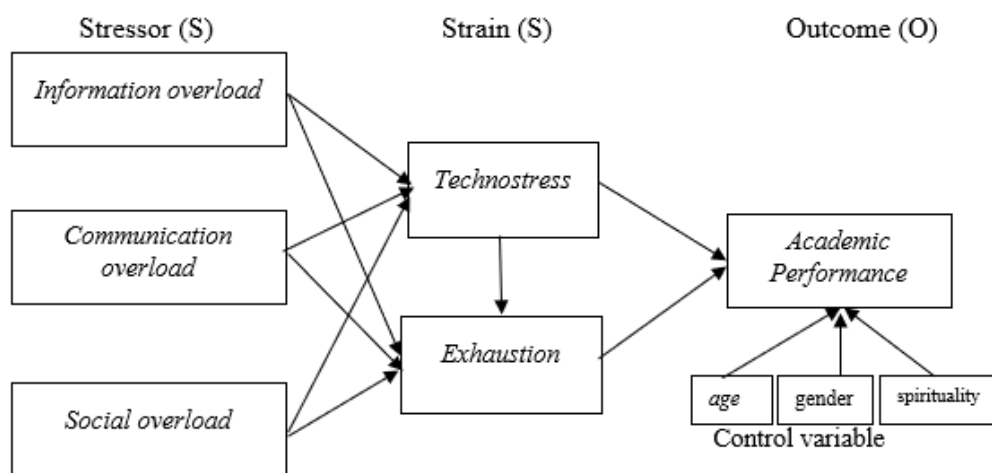 Stressor (S)
Strain (S)
Outcome (O)
Information overload
Technostress
Communication
overload
Academic
Performance
Exhaustion
Social overload
age
gender
spirituality
Control variable